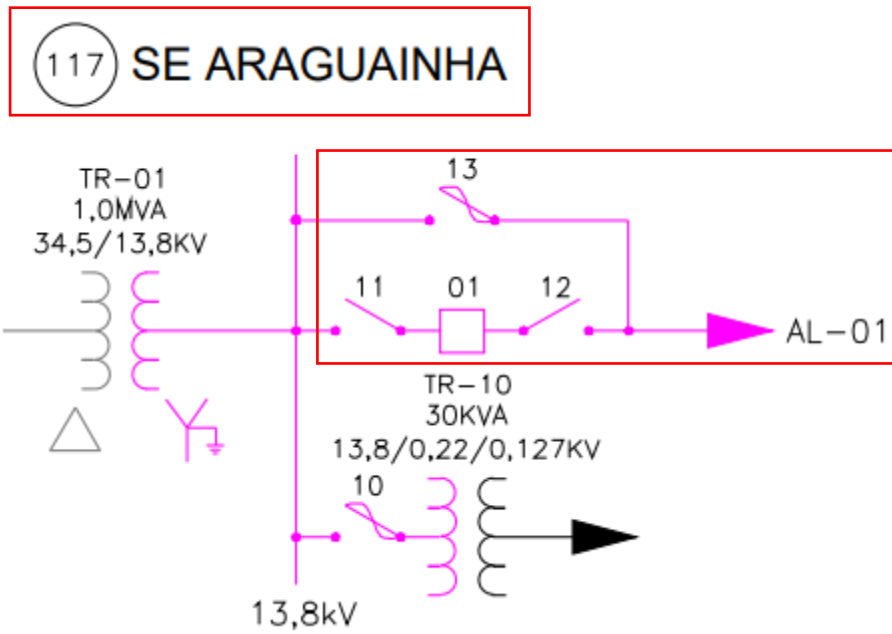 117 SE ARAGUAINHA
TR-01
1,0MVA
34,5/13,8KV
13
11
01
12
AL-01
TR-10
30KVA
13,8/0,22/0,127KV
10
13,8kV